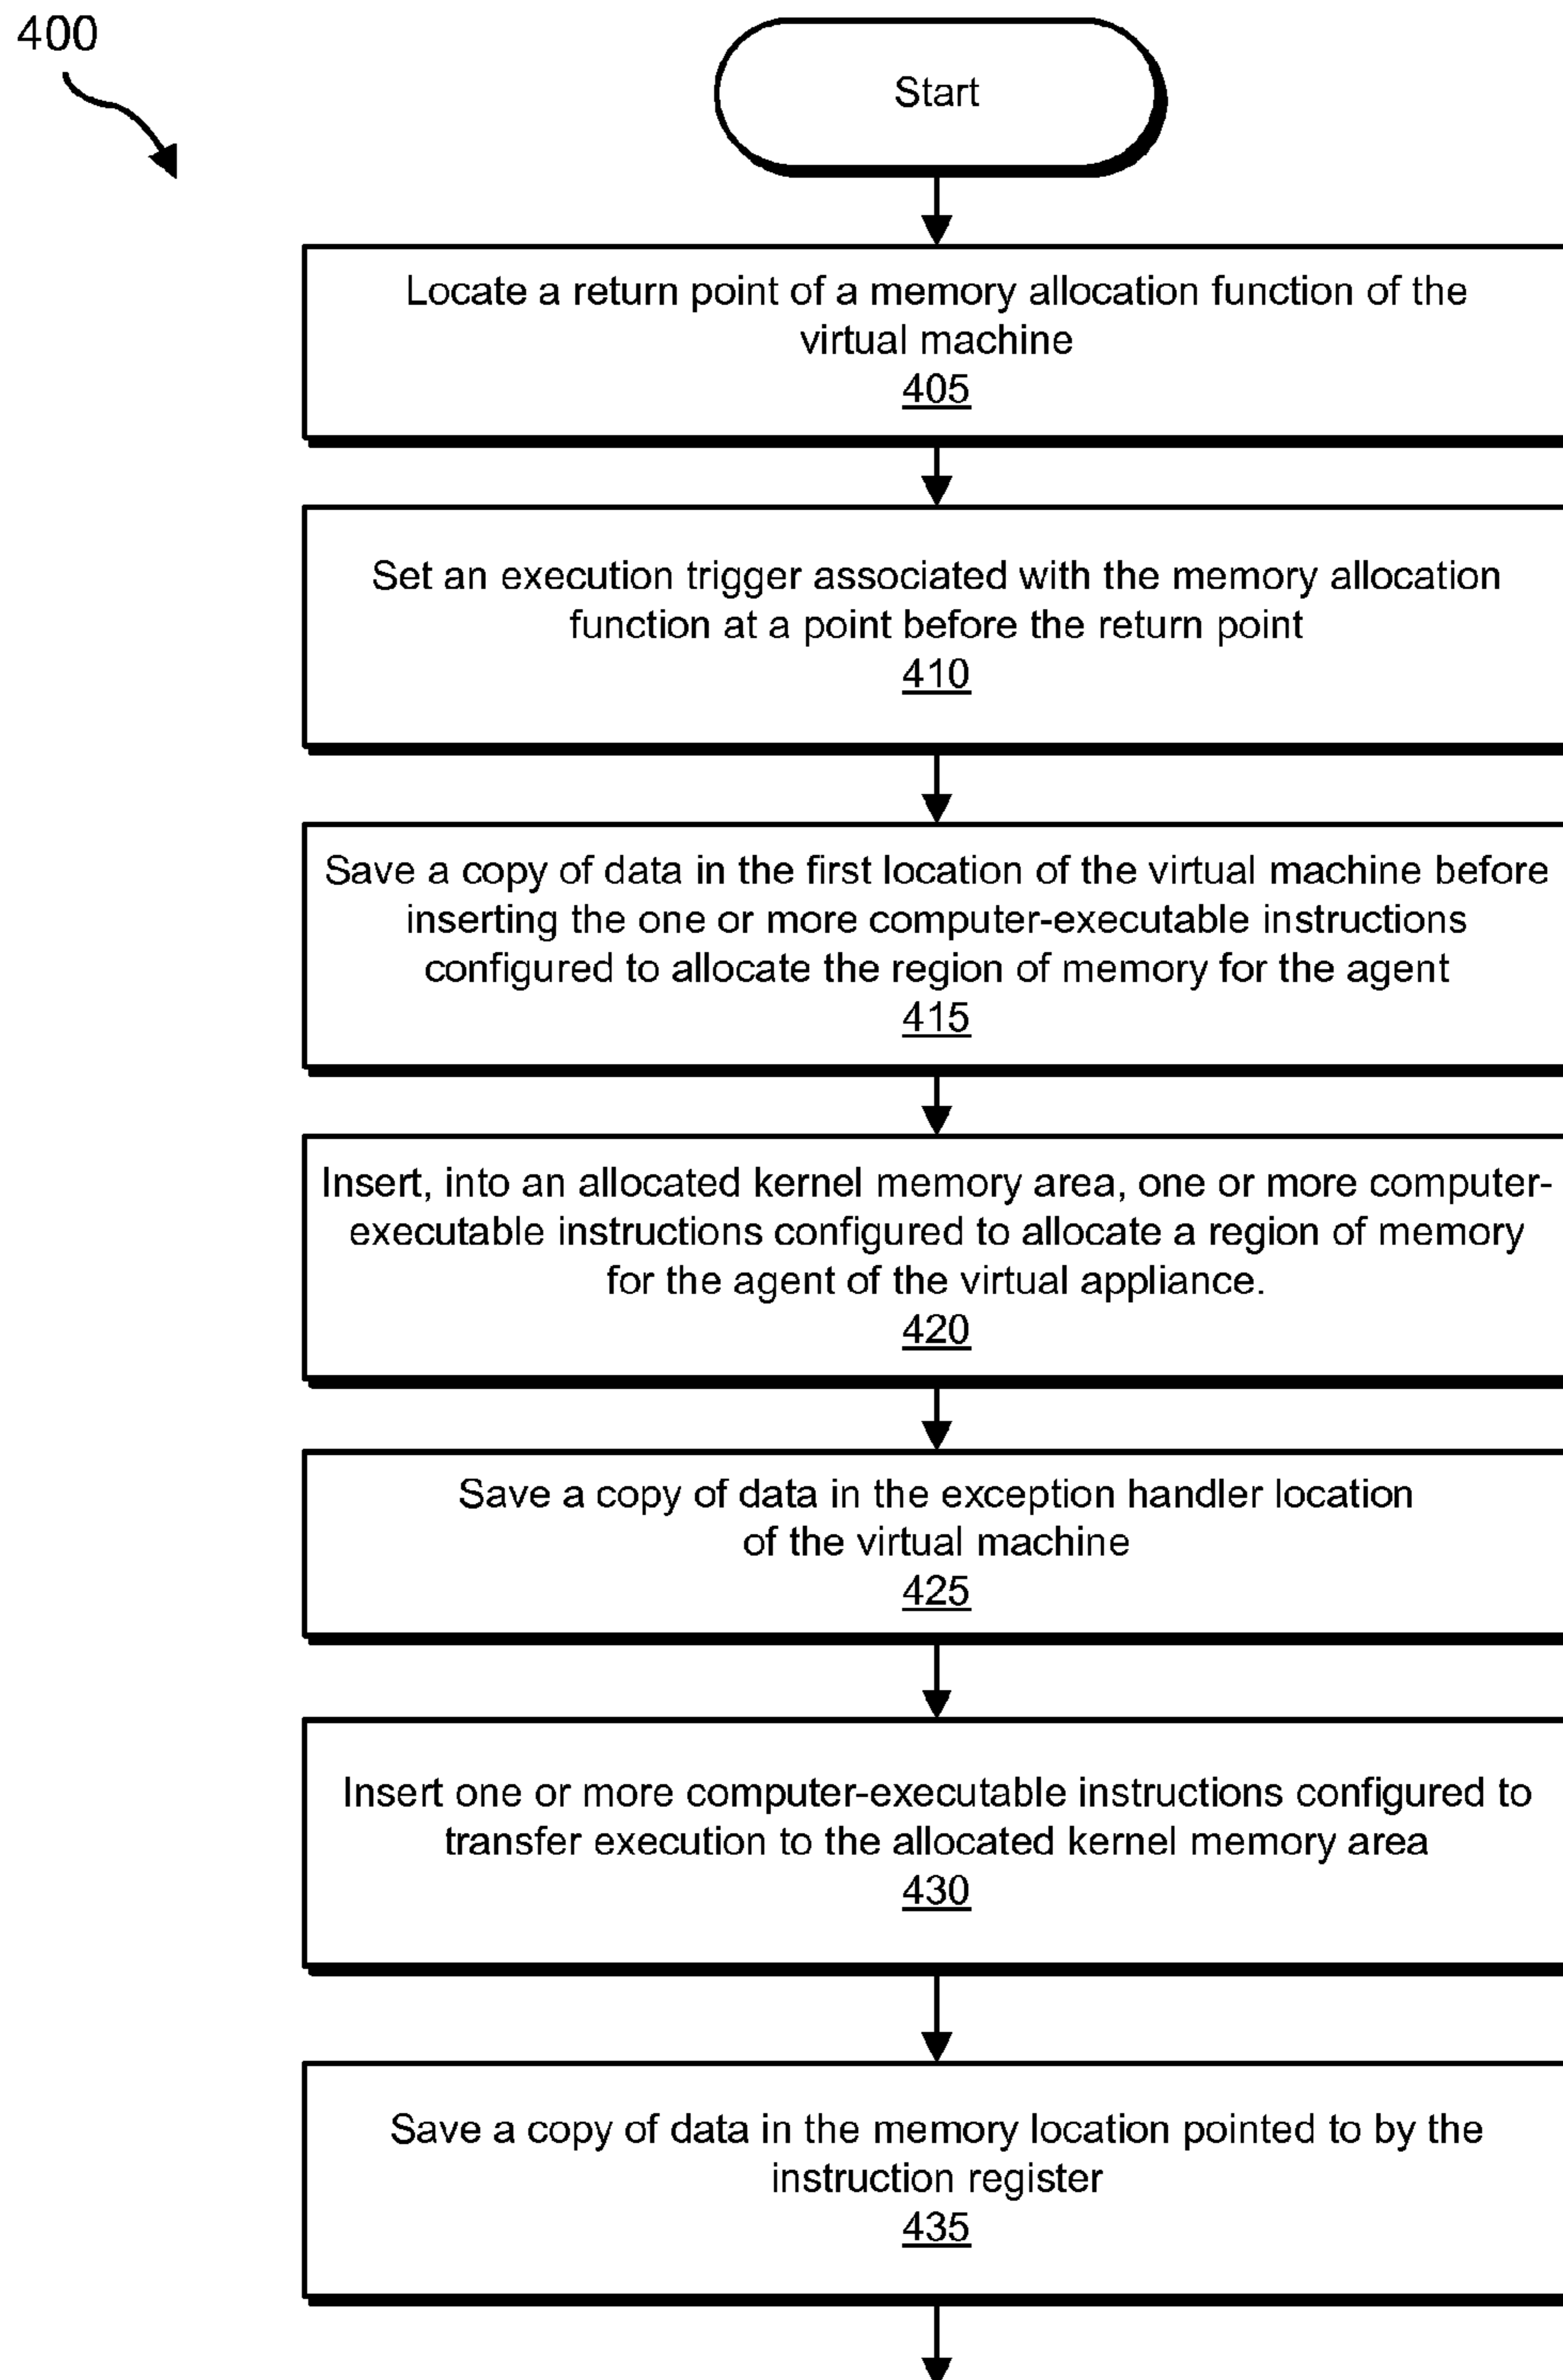 400
Start
Locate a return point of a memory allocation function of the
virtual machine
405
Set an execution trigger associated with the memory allocation
function at a point before the return point
410
Save a copy of data in the first location of the virtual machine before
inserting the one or more computer-executable instructions
configured to allocate the region of memory for the agent
415
Insert, into an allocated kernel memory area, one or more computer-
executable instructions configured to allocate a region of memory
for the agent of the virtual appliance.
420
Save a copy of data in the exception handler location
of the virtual machine
425
Insert one or more computer-executable instructions configured to
transfer execution to the allocated kernel memory area
430
Save a copy of data in the memory location pointed to by the
instruction register
435